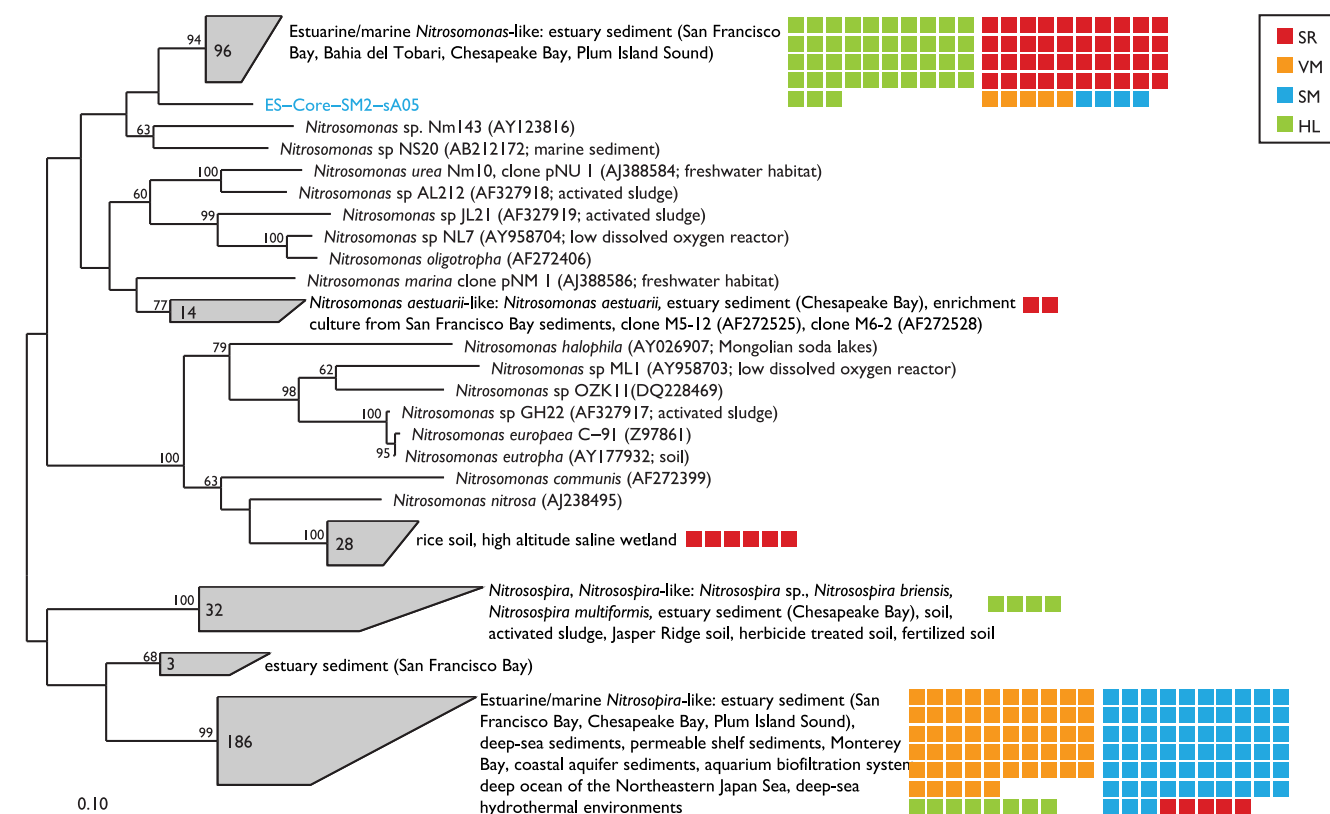 94
96
Estuarine/marine Nitrosomonas-like: estuary sediment (San Francisco
Bay, Bahia del Tobari, Chesapeake Bay, Plum Island Sound)
SR
VM
SM
HL
ES–Core–SM2–sA05
63
Nitrosomonas sp. Nm143 (AY123816)
Nitrosomonas sp NS20 (AB212172; marine sediment)
100
Nitrosomonas urea Nm10, clone pNU 1 (AJ388584; freshwater habitat)
60
Nitrosomonas sp AL212 (AF327918; activated sludge)
99
Nitrosomonas sp JL21 (AF327919; activated sludge)
100
Nitrosomonas sp NL7 (AY958704; low dissolved oxygen reactor)
Nitrosomonas oligotropha (AF272406)
Nitrosomonas marina clone pNM 1 (AJ388586; freshwater habitat)
77
14
Nitrosomonas aestuarii-like: Nitrosomonas aestuarii, estuary sediment (Chesapeake Bay), enrichment
culture from San Francisco Bay sediments, clone M5-12 (AF272525), clone M6-2 (AF272528)
79
Nitrosomonas halophila (AY026907; Mongolian soda lakes)
62
Nitrosomonas sp ML1 (AY958703; low dissolved oxygen reactor)
98
Nitrosomonas sp OZK11(DQ228469)
100
Nitrosomonas sp GH22 (AF327917; activated sludge)
Nitrosomonas europaea C–91 (Z97861)
95
Nitrosomonas eutropha (AY177932; soil)
100
63
Nitrosomonas communis (AF272399)
Nitrosomonas nitrosa (AJ238495)
100
28
rice soil, high altitude saline wetland
100
32
Nitrosospira, Nitrosospira-like: Nitrosospira sp., Nitrosospira briensis,
Nitrosospira multiformis, estuary sediment (Chesapeake Bay), soil,
activated sludge, Jasper Ridge soil, herbicide treated soil, fertilized soil
68
3
estuary sediment (San Francisco Bay)
99
186
Estuarine/marine Nitrosopira-like: estuary sediment (San
Francisco Bay, Chesapeake Bay, Plum Island Sound),
deep-sea sediments, permeable shelf sediments, Monterey
Bay, coastal aquifer sediments, aquarium biofiltration system
deep ocean of the Northeastern Japan Sea, deep-sea
hydrothermal environments
0.10